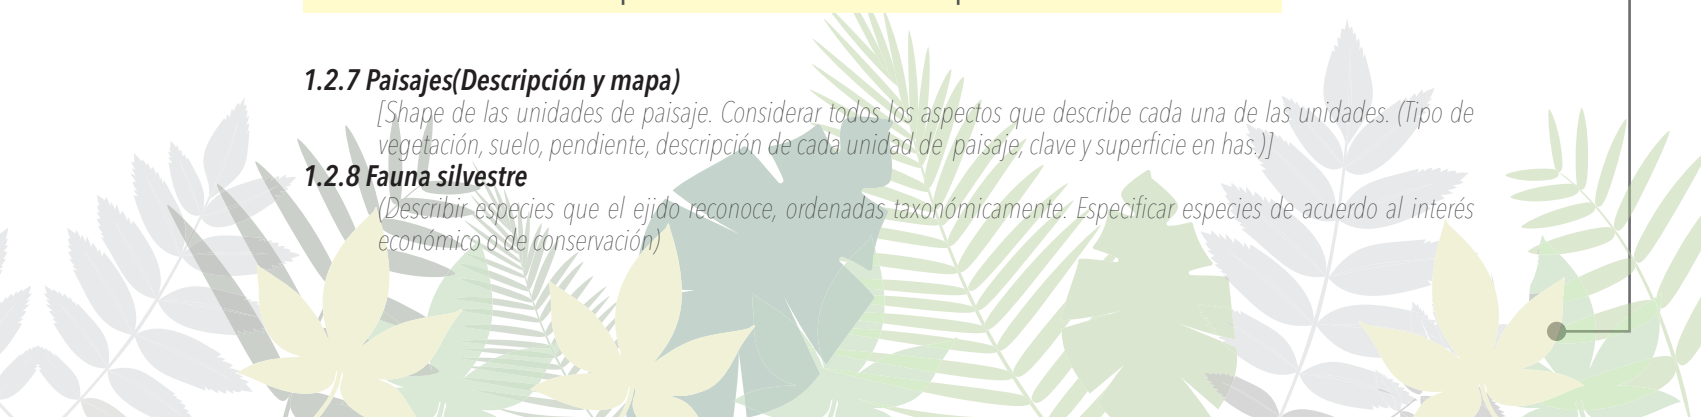 1.2.7 Paisajes(Descripción y mapa)
[Shape de las unidades de paisaje. Considerar todos los aspectos que describe cada una de las unidades. (Tipo de
vegetación, suelo, pendiente, descripción de cada unidad de paisaje, clave y superficie en has.)]
1.2.8 Fauna silvestre
(Describir especies que el ejido reconoce, ordenadas taxonómicamente. Especificar especies de acuerdo al interés
económico o de conservación)